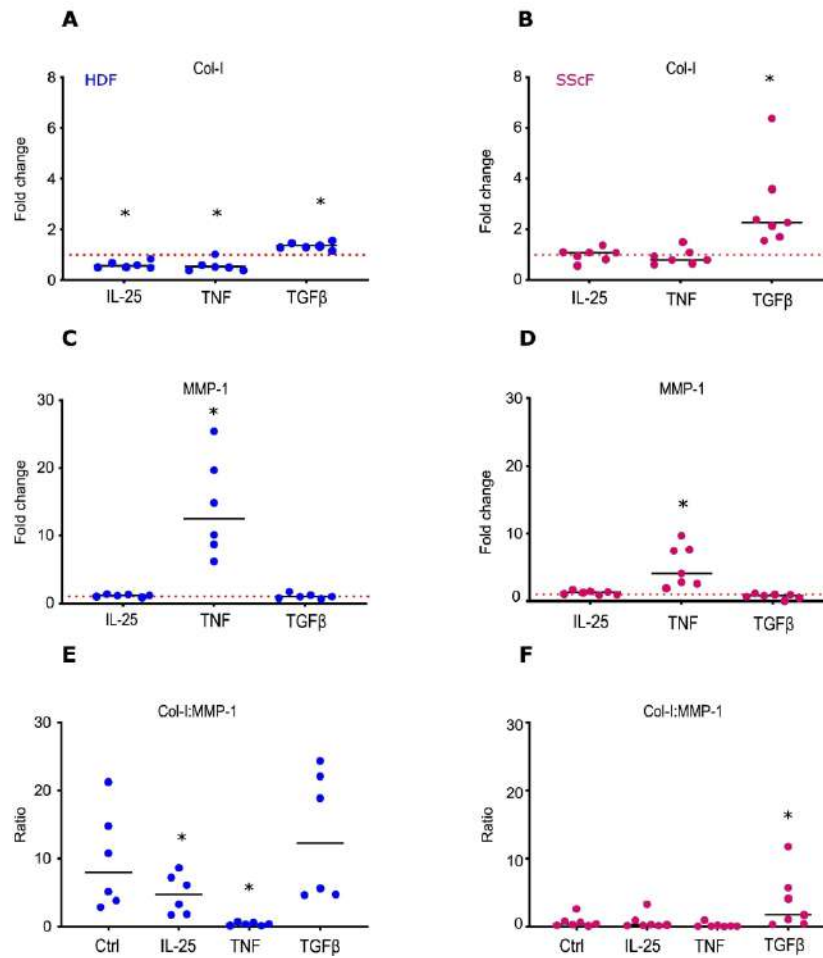 A
B
Col-I
Col-I
HDF
SScF
8
6
4
2
0
Fold change
*
*
*
IL-25
TNF
TGFβ
8
6
4
2
0
Fold change
*
IL-25
TNF
TGFβ
C
D
MMP-1
MMP-1
30
20
10
0
Fold change
*
IL-25
TNF
TGFβ
30
20
10
0
Fold change
*
IL-25
TNF
TGFβ
E
F
Col-I:MMP-1
Col-I:MMP-1
30
20
10
0
Ratio
*
*
Ctrl
IL-25
TNF
TGFβ
30
20
10
0
Ratio
*
Ctrl
IL-25
TNF
TGFβ